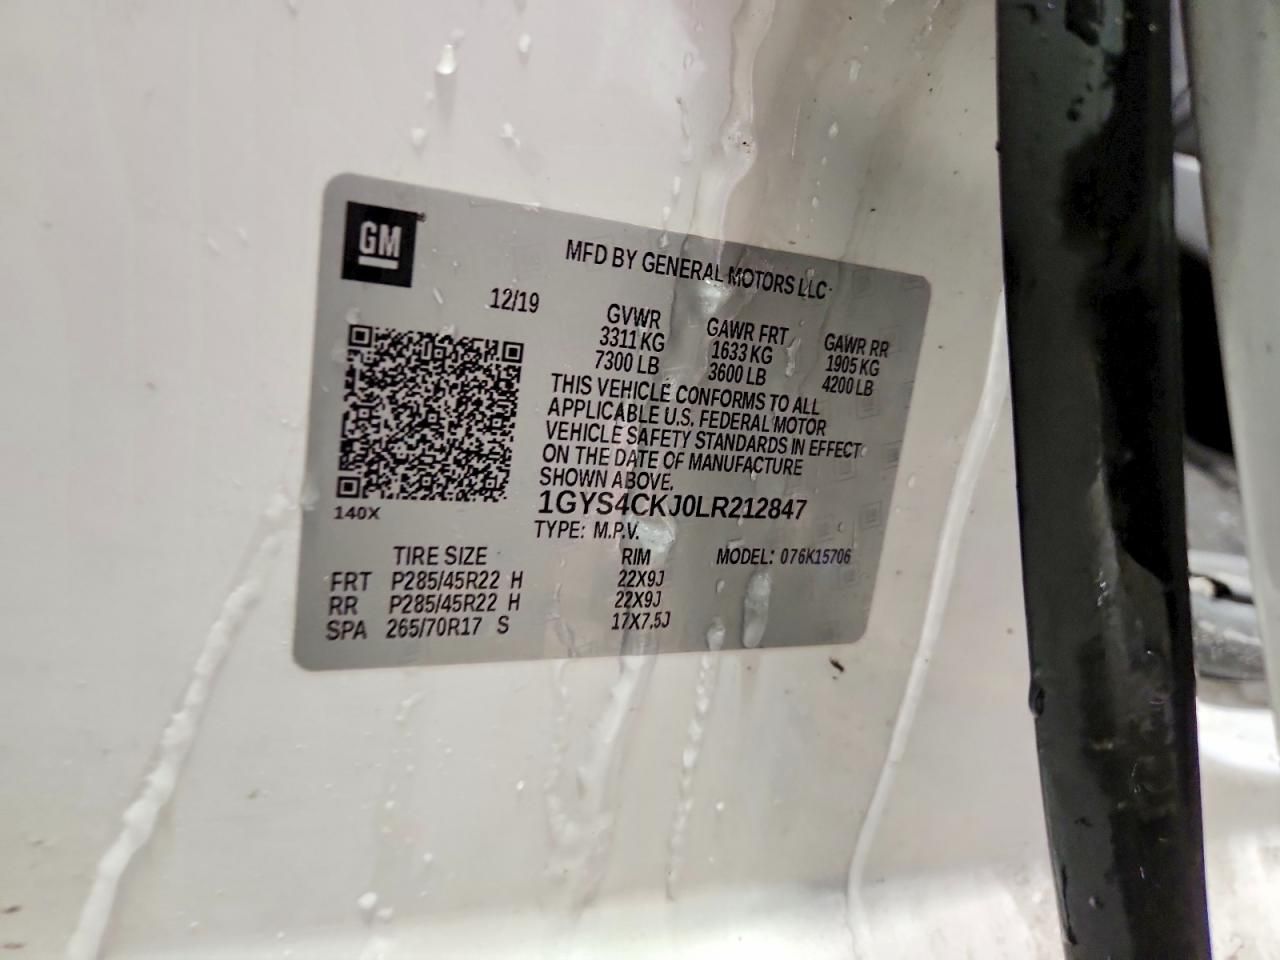 GM
MFD BY GENERAL MOTORS LLC
12/19
GVWR GAWR FRT GAWR RR
3311 KG 1633 KG 1905 KG
7300 LB 3600 LB 4200 LB
THIS VEHICLE CONFORMS TO ALL
APPLICABLE U.S. FEDERAL MOTOR
VEHICLE SAFETY STANDARDS IN EFFECT
ON THE DATE OF MANUFACTURE
SHOWN ABOVE.
1GYS4CKJ0LR212847
140X
TYPE: M.P.V.
TIRE SIZE RIM MODEL: 076K15706
FRT P285/45R22 H 22X9J
RR P285/45R22 H 22X9J
SPA 265/70R17 S 17X7.5J